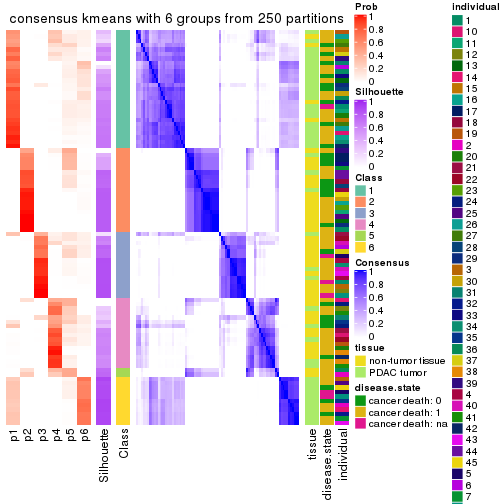 consensus kmeans with 6 groups from 250 partitions
p1
p2
p3
p4
p5
p6
Silhouette
Class
tissue
disease.state
individual
Prob
1
0.8
0.6
0.4
0.2
0
Silhouette
1
0.8
0.6
0.4
0.2
0
Class
1
2
3
4
5
6
Consensus
1
0.8
0.6
0.4
0.2
0
tissue
non-tumor tissue
PDAC tumor
disease.state
cancer death: 0
cancer death: 1
cancer death: na
individual
1
10
11
12
13
14
15
16
17
18
19
2
20
21
22
23
24
25
26
27
28
29
3
30
31
32
33
34
35
36
37
38
39
4
40
41
42
43
44
45
5
6
7